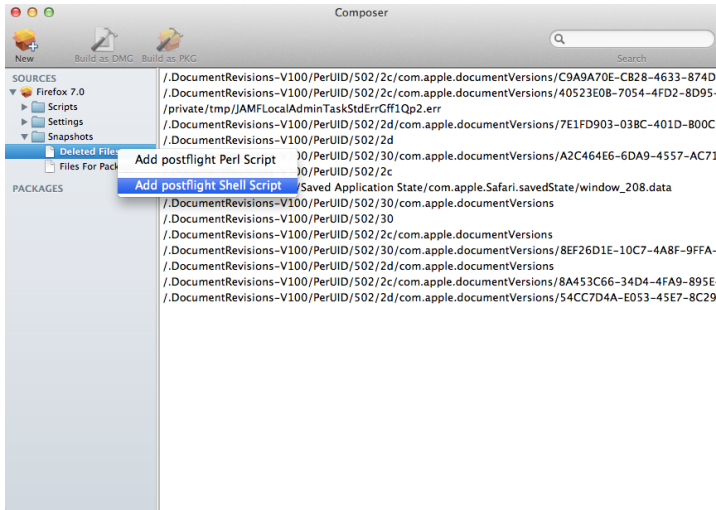 Composer
New
Build as DMG
Build as PKG
Search
SOURCES
Firefox 7.0
Scripts
Settings
Snapshots
Deleted Files
Files For Pack
PACKAGES
Add postflight Perl Script
Add postflight Shell Script
/.DocumentRevisions-V100/PerUID/502/2c/com.apple.documentVersions/C9A9A70E-CB28-4633-874D
/.DocumentRevisions-V100/PerUID/502/2c/com.apple.documentVersions/40523E0B-7054-4FD2-8D95-
/private/tmp/JAMFLocalAdminTaskStdErrGff1Qp2.err
/.DocumentRevisions-V100/PerUID/502/2d/com.apple.documentVersions/7E1FD903-03BC-401D-B00C
/.DocumentRevisions-V100/PerUID/502/2d
00/PerUID/502/30/com.apple.documentVersions/A2C464E6-6DA9-4557-AC71
00/PerUID/502/2c
/Saved Application State/com.apple.Safari.savedState/window_208.data
/.DocumentRevisions-V100/PerUID/502/30/com.apple.documentVersions
/.DocumentRevisions-V100/PerUID/502/30
/.DocumentRevisions-V100/PerUID/502/2c/com.apple.documentVersions
/.DocumentRevisions-V100/PerUID/502/30/com.apple.documentVersions/8EF26D1E-10C7-4A8F-9FFA-
/.DocumentRevisions-V100/PerUID/502/2d/com.apple.documentVersions
/.DocumentRevisions-V100/PerUID/502/2c/com.apple.documentVersions/8A453C66-34D4-4FA9-895E-
/.DocumentRevisions-V100/PerUID/502/2d/com.apple.documentVersions/54CC7D4A-E053-45E7-8C29